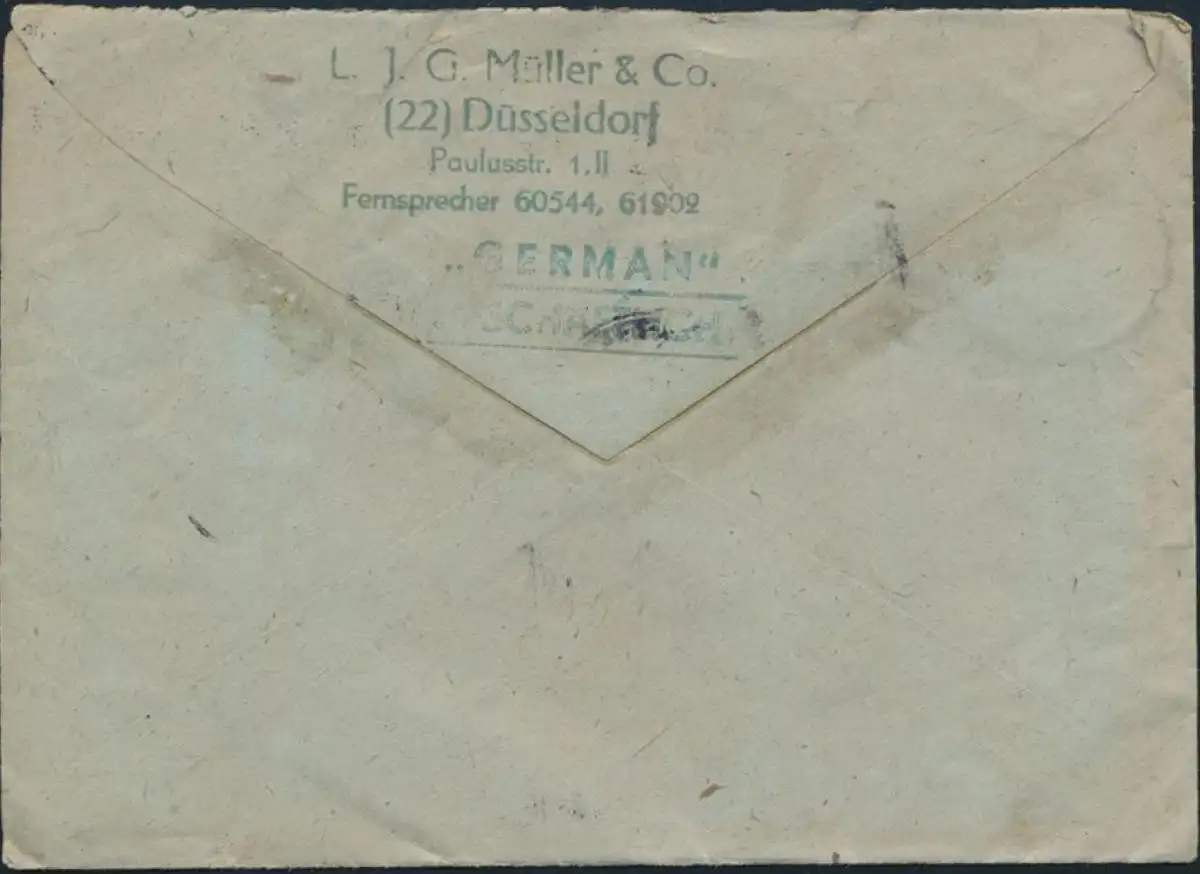 L. J. G. Müller & Co.
(22) Düsseldorf
Paulusstr. 1.II
Fernsprecher 60544, 61902
„GERMAN“